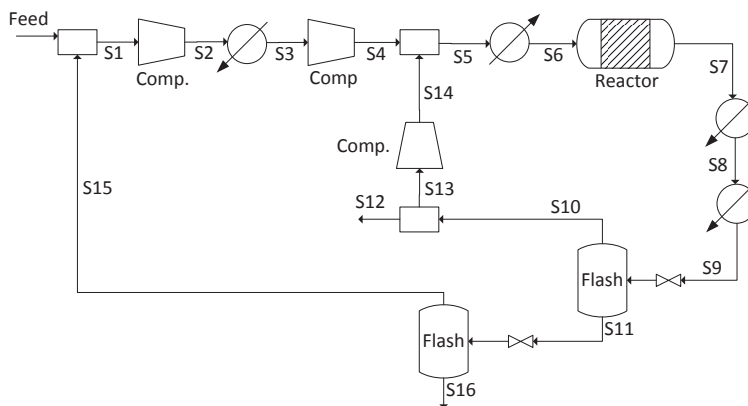 Feed
S1
Comp.
S2
S3
Comp
S4
S5
S6
Reactor
S7
S14
Comp.
S8
S15
S13
S12
S10
S9
Flash
S11
Flash
S16